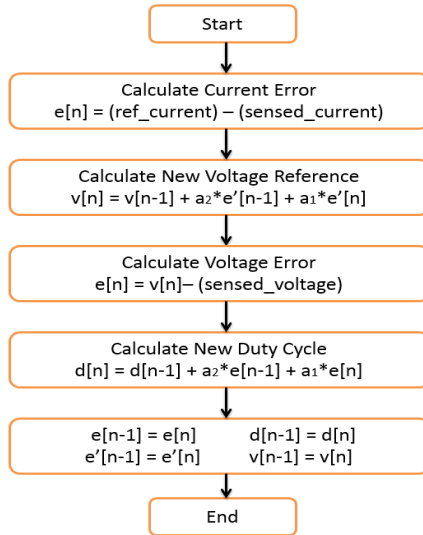 Start
Calculate Current Error
e[n] = (ref_current) – (sensed_current)
Calculate New Voltage Reference
v[n] = v[n-1] + a₂*e’[n-1] + a₁*e’[n]
Calculate Voltage Error
e[n] = v[n]– (sensed_voltage)
Calculate New Duty Cycle
d[n] = d[n-1] + a₂*e[n-1] + a₁*e[n]
e[n-1] = e[n] d[n-1] = d[n]
e’[n-1] = e’[n] v[n-1] = v[n]
End